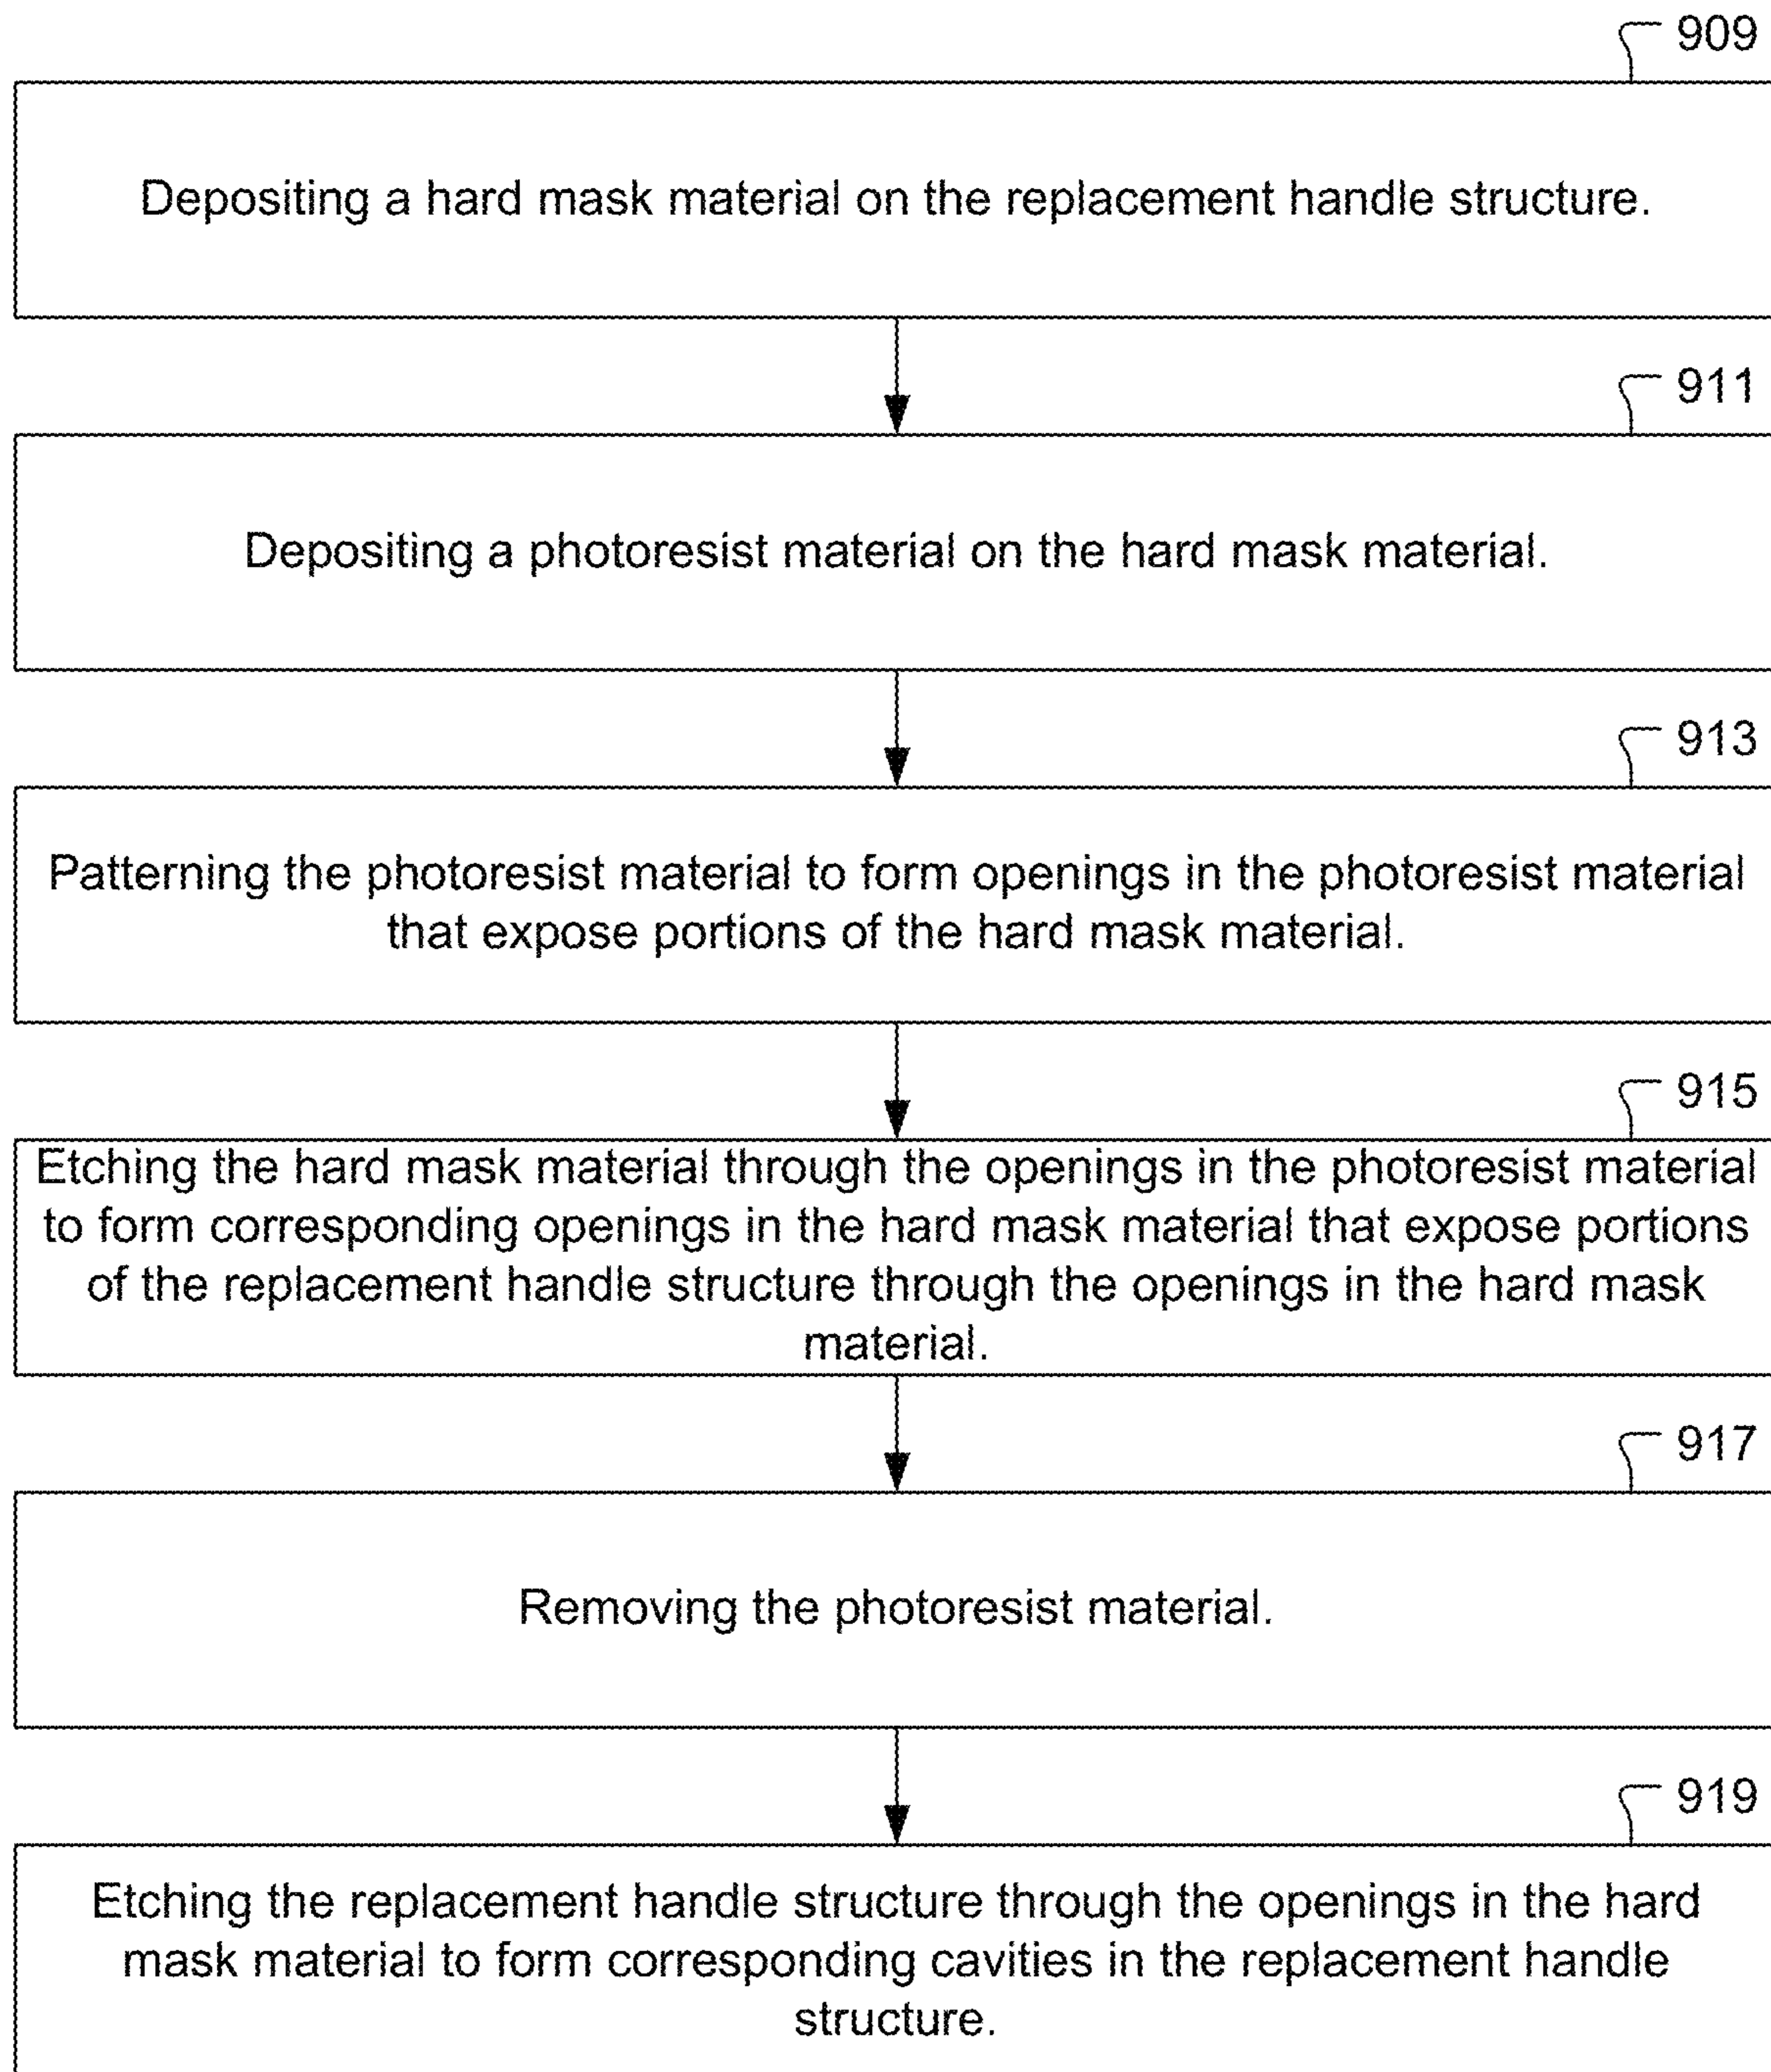 909
Depositing a hard mask material on the replacement handle structure.
911
Depositing a photoresist material on the hard mask material.
913
Patterning the photoresist material to form openings in the photoresist material
that expose portions of the hard mask material.
915
Etching the hard mask material through the openings in the photoresist material
to form corresponding openings in the hard mask material that expose portions
of the replacement handle structure through the openings in the hard mask
material.
917
Removing the photoresist material.
919
Etching the replacement handle structure through the openings in the hard
mask material to form corresponding cavities in the replacement handle
structure.